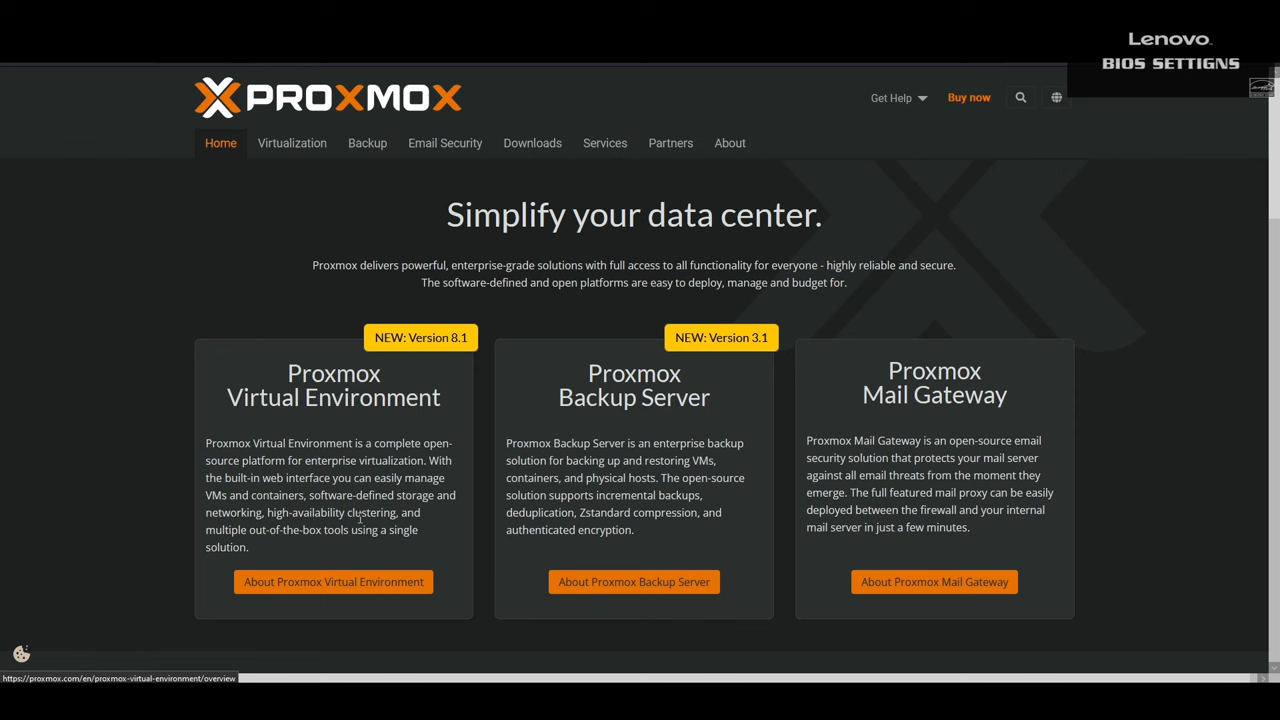 Lenovo
BIOS SETTIGNS
PROXMOX
Get Help
Buy now
Home
Virtualization
Backup
Email Security
Downloads
Services
Partners
About
Simplify your data center.
Proxmox delivers powerful, enterprise-grade solutions with full access to all functionality for everyone - highly reliable and secure.
The software-defined and open platforms are easy to deploy, manage and budget for.
NEW: Version 8.1
Proxmox
Virtual Environment
Proxmox Virtual Environment is a complete open-
source platform for enterprise virtualization. With
the built-in web interface you can easily manage
VMs and containers, software-defined storage and
networking, high-availability clustering, and
multiple out-of-the-box tools using a single
solution.
About Proxmox Virtual Environment
NEW: Version 3.1
Proxmox
Backup Server
Proxmox Backup Server is an enterprise backup
solution for backing up and restoring VMs,
containers, and physical hosts. The open-source
solution supports incremental backups,
deduplication, Zstandard compression, and
authenticated encryption.
About Proxmox Backup Server
Proxmox
Mail Gateway
Proxmox Mail Gateway is an open-source email
security solution that protects your mail server
against all email threats from the moment they
emerge. The full featured mail proxy can be easily
deployed between the firewall and your internal
mail server in just a few minutes.
About Proxmox Mail Gateway
https://proxmox.com/en/proxmox-virtual-environment/overview